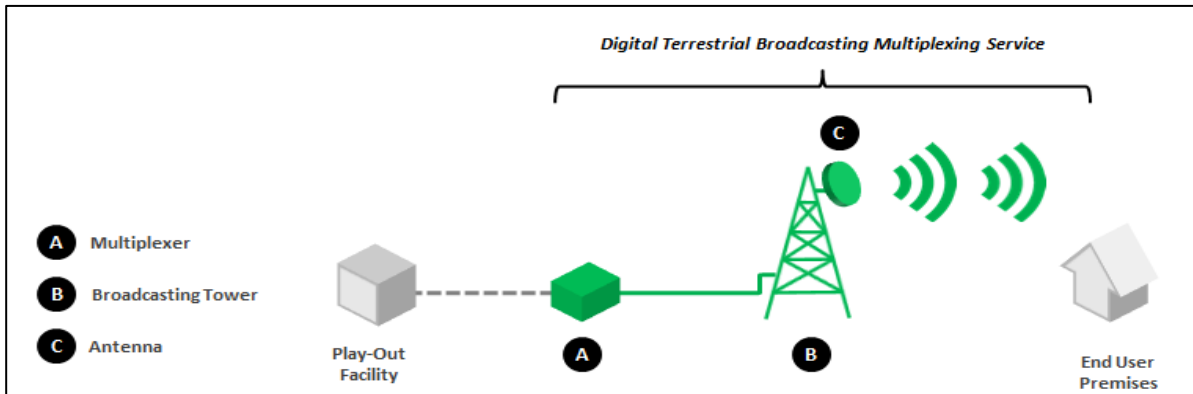 Digital Terrestrial Broadcasting Multiplexing Service
C
A Multiplexer
B Broadcasting Tower
C Antenna
Play-Out
Facility
A
B
End User
Premises